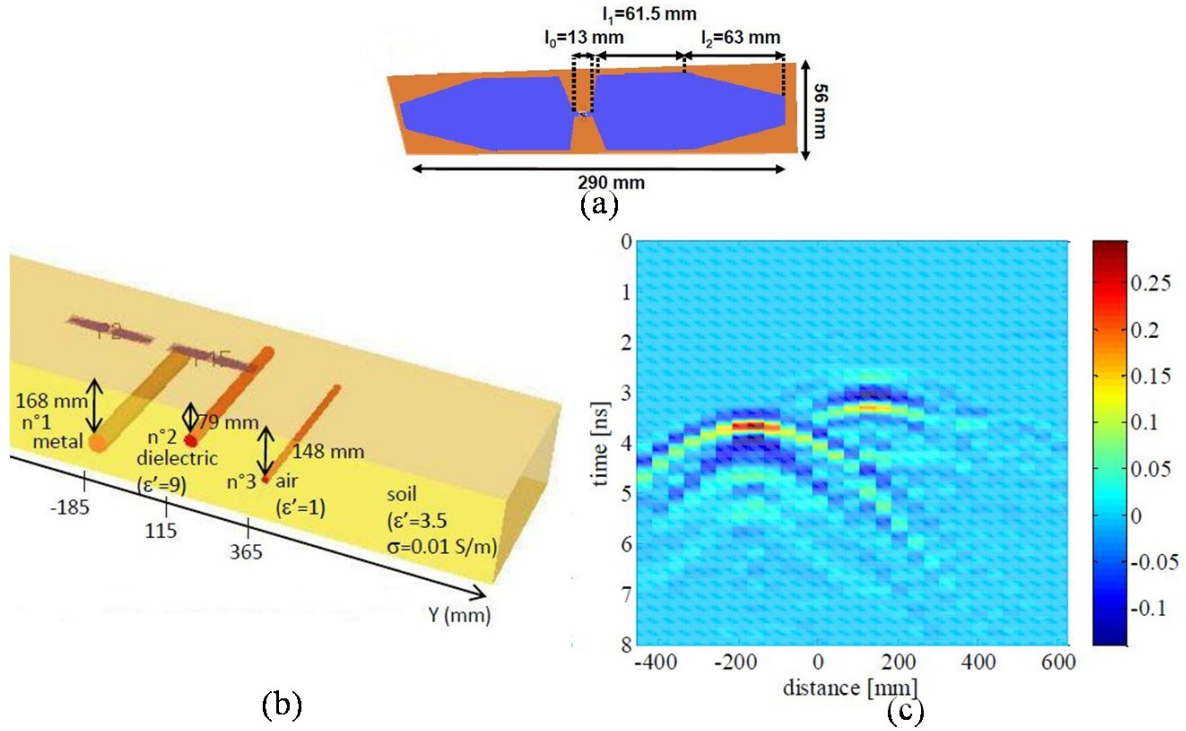 l₁=61.5 mm
l₀=13 mm
l₂=63 mm
56 mm
290 mm
(a)
168 mm
n°1
metal
79 mm
n°2
dielectric
(ε’=9)
148 mm
n°3
air
(ε’=1)
soil
(ε’=3.5
σ=0.01 S/m)
-185
115
365
Y (mm)
(b)
0
1
2
3
4
5
6
7
8
time [ns]
-400
-200
0
200
400
600
distance [mm]
0.25
0.2
0.15
0.1
0.05
0
-0.05
-0.1
(c)